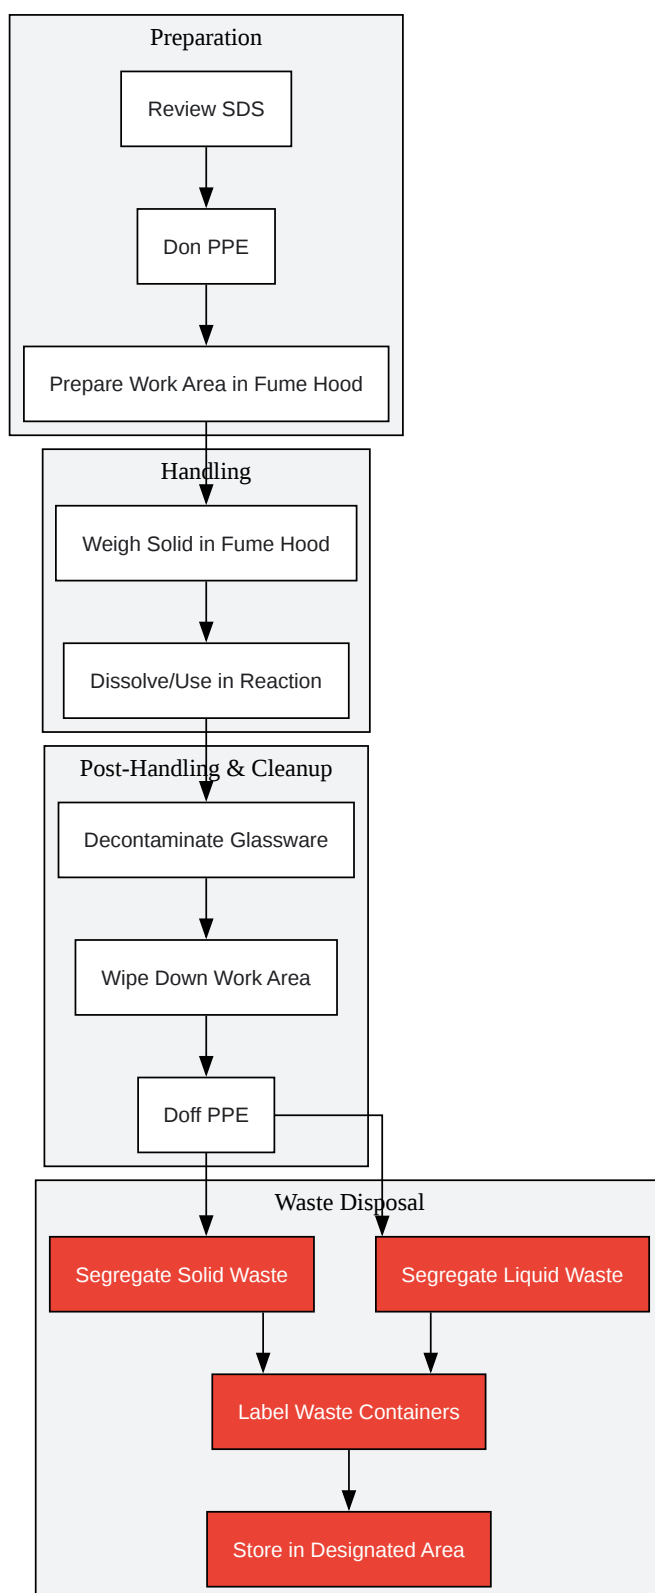 Preparation
Review SDS
Don PPE
Prepare Work Area in Fume Hood
Handling
Weigh Solid in Fume Hood
Dissolve/Use in Reaction
Post-Handling & Cleanup
Decontaminate Glassware
Wipe Down Work Area
Doff PPE
Waste Disposal
Segregate Solid Waste
Segregate Liquid Waste
Label Waste Containers
Store in Designated Area